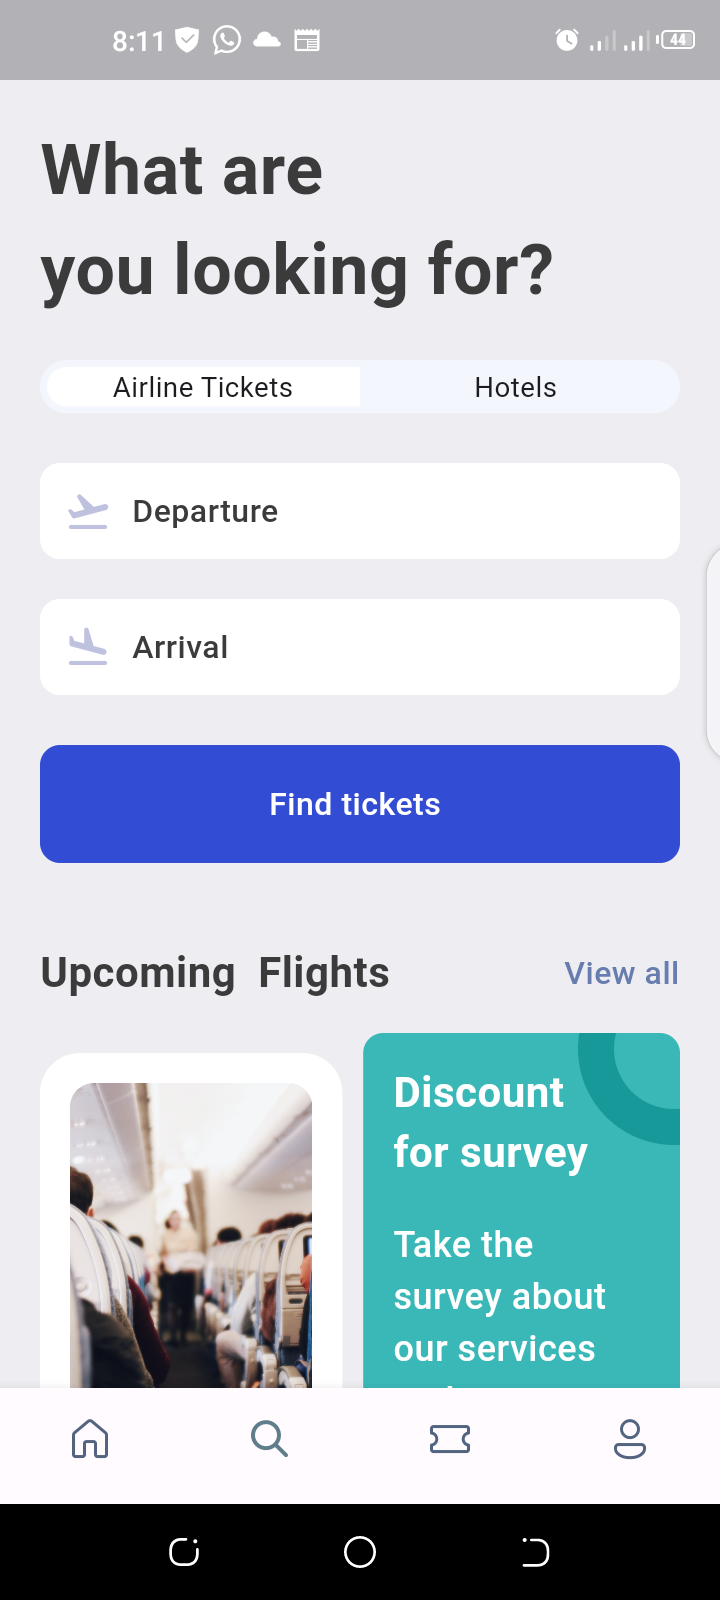 8:11
44
What are
you looking for?
Airline Tickets
Hotels
Departure
Arrival
Find tickets
Upcoming  Flights
View all
Discount
for survey
Take the
survey about
our services